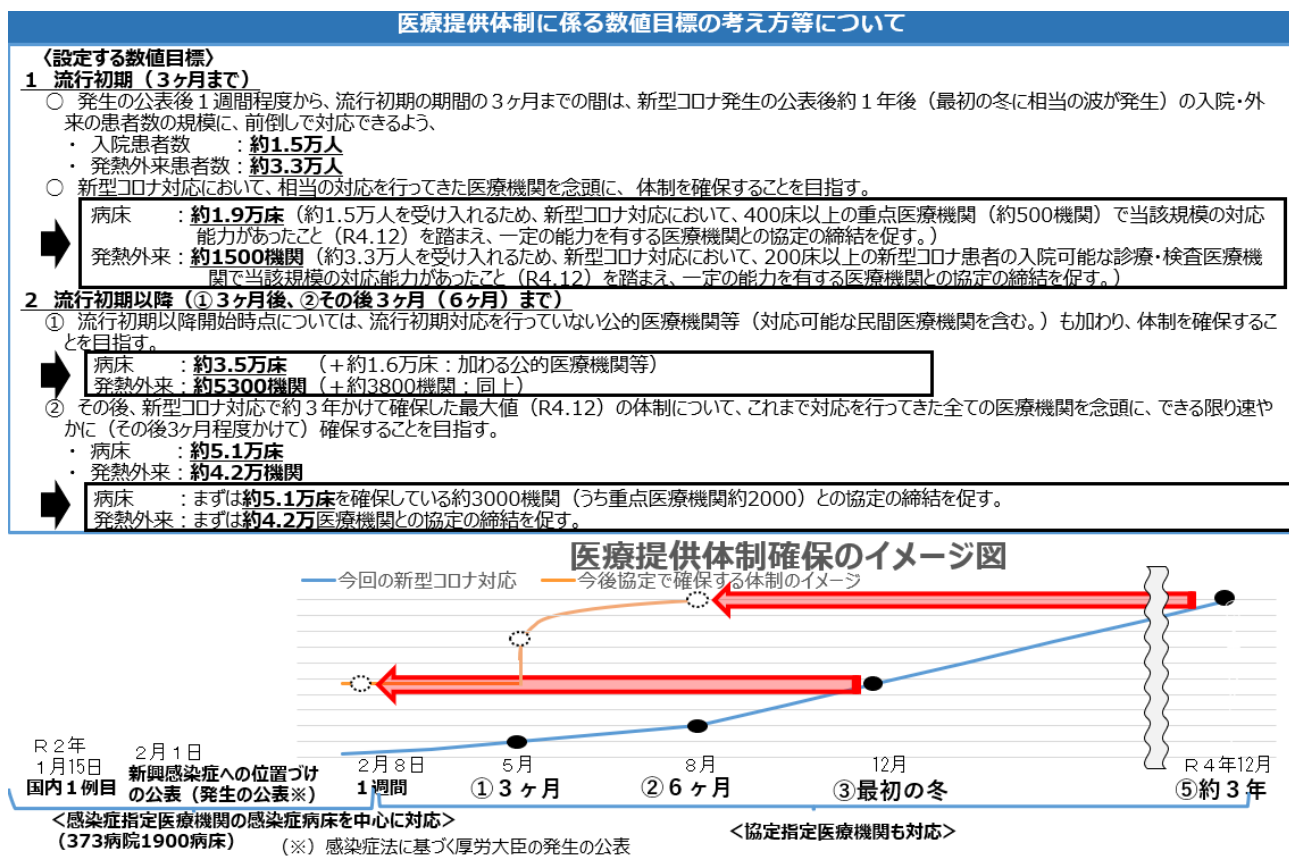 医療提供体制に係る数値目標の考え方等について
〈設定する数値目標〉
1 流行初期（３ヶ月まで）
○ 発生の公表後１週間程度から、流行初期の期間の３ヶ月までの間は、新型コロナ発生の公表後約１年後（最初の冬に相当の波が発生）の入院・外
来の患者数の規模に、前倒しで対応できるよう、
・ 入院患者数 ：約1.5万人
・ 発熱外来患者数：約3.3万人
○ 新型コロナ対応において、相当の対応を行ってきた医療機関を念頭に、体制を確保することを目指す。
病床 ：約1.9万床（約1.5万人を受け入れるため、新型コロナ対応において、400床以上の重点医療機関（約500機関）で当該規模の対応
能力があったこと（R4.12）を踏まえ、一定の能力を有する医療機関との協定の締結を促す。）
発熱外来：約1500機関（約3.3万人を受け入れるため、新型コロナ対応において、200床以上の新型コロナ患者の入院可能な診療・検査医療機
関で当該規模の対応能力があったこと（R4.12）を踏まえ、一定の能力を有する医療機関との協定の締結を促す。）
2 流行初期以降（①３ヶ月後、②その後３ヶ月（６ヶ月）まで）
① 流行初期以降開始時点については、流行初期対応を行っていない公的医療機関等（対応可能な民間医療機関を含む。）も加わり、体制を確保するこ
とを目指す。
病床 ：約3.5万床 （＋約1.6万床：加わる公的医療機関等）
発熱外来：約5300機関（＋約3800機関：同上）
② その後、新型コロナ対応で約３年かけて確保した最大値（R4.12）の体制について、これまで対応を行ってきた全ての医療機関を念頭に、できる限り速や
かに（その後3ヶ月程度かけて）確保することを目指す。
・ 病床 ：約5.1万床
・ 発熱外来：約4.2万機関
病床 ：まずは約5.1万床を確保している約3000機関（うち重点医療機関約2000）との協定の締結を促す。
発熱外来：まずは約4.2万医療機関との協定の締結を促す。
医療提供体制確保のイメージ図
今回の新型コロナ対応 今後協定で確保する体制のイメージ
Ｒ２年
１月15日
国内１例目
２月１日
新興感染症への位置づけ
の公表（発生の公表※）
２月８日
１週間
５月
①３ヶ月
８月
②６ヶ月
12月
③最初の冬
Ｒ４年12月
⑤約３年
＜感染症指定医療機関の感染症病床を中心に対応＞
（373病院1900病床）
（※）感染症法に基づく厚労大臣の発生の公表
＜協定指定医療機関も対応＞